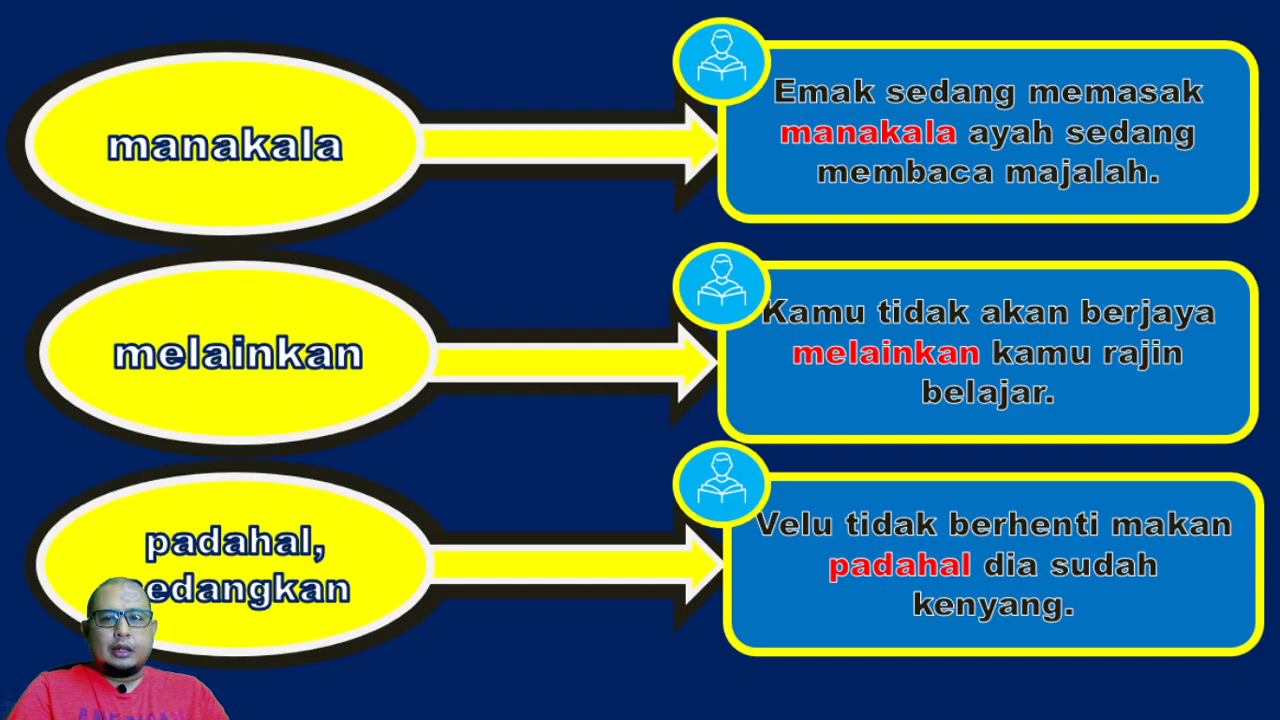 manakala
Emak sedang memasak
manakala ayah sedang
membaca majalah.
melainkan
Kamu tidak akan berjaya
melainkan kamu rajin
belajar.
padahal,
sedangkan
Velu tidak berhenti makan
padahal dia sudah
kenyang.